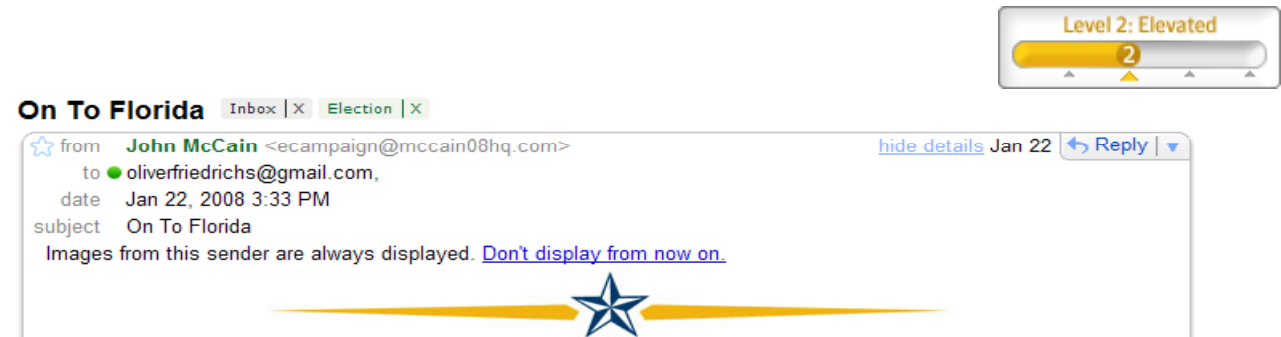 Level 2: Elevated
2
On To Florida Inbox | X Election | X
from John McCain <ecampaign@mccain08hq.com> hide details Jan 22 Reply
to oliverfriedrichs@gmail.com,
date Jan 22, 2008 3:33 PM
subject On To Florida
Images from this sender are always displayed. Don't display from now on.